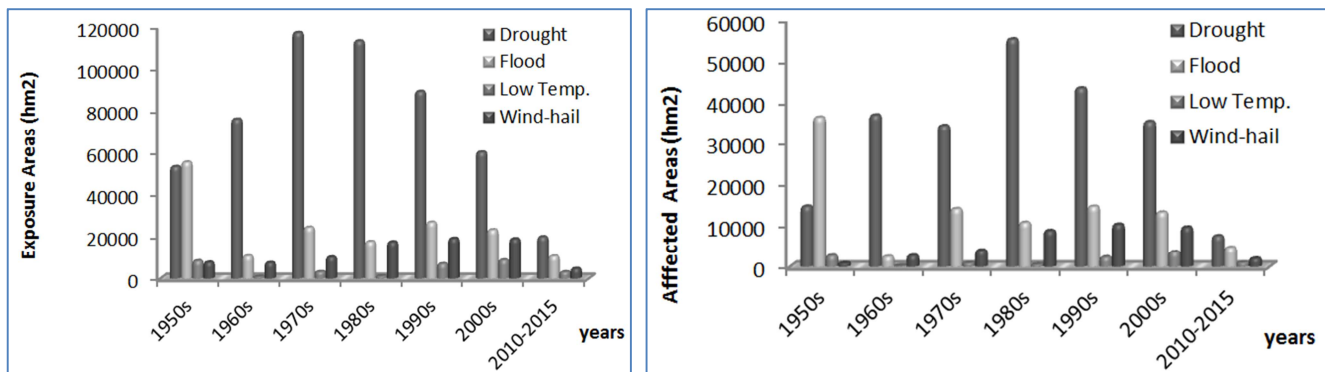 120000
100000
80000
60000
40000
20000
0
Exposure Areas (hm2)
Drought
Flood
Low Temp.
Wind-hail
1950s
1960s
1970s
1980s
1990s
2000s
2010-2015
years
60000
50000
40000
30000
20000
10000
0
Afffected Areas (hm2)
Drought
Flood
Low Temp.
Wind-hail
1950s
1960s
1970s
1980s
1990s
2000s
2010-2015
years